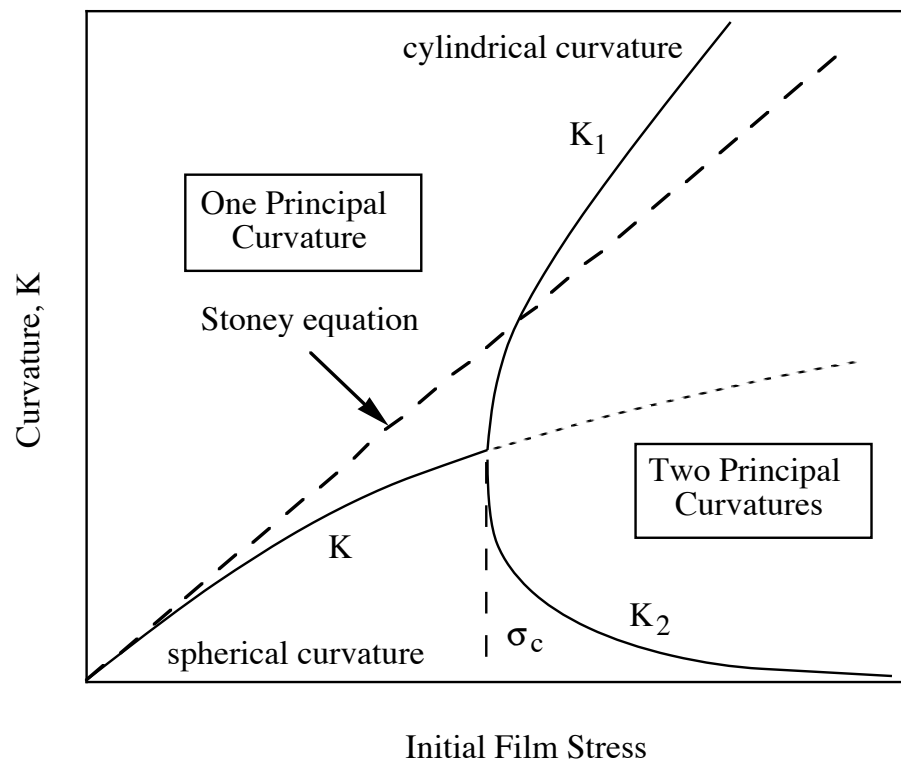 cylindrical curvature
K1
One Principal
Curvature
Stoney equation
Curvature, K
Two Principal
Curvatures
K
K2
σc
spherical curvature
Initial Film Stress